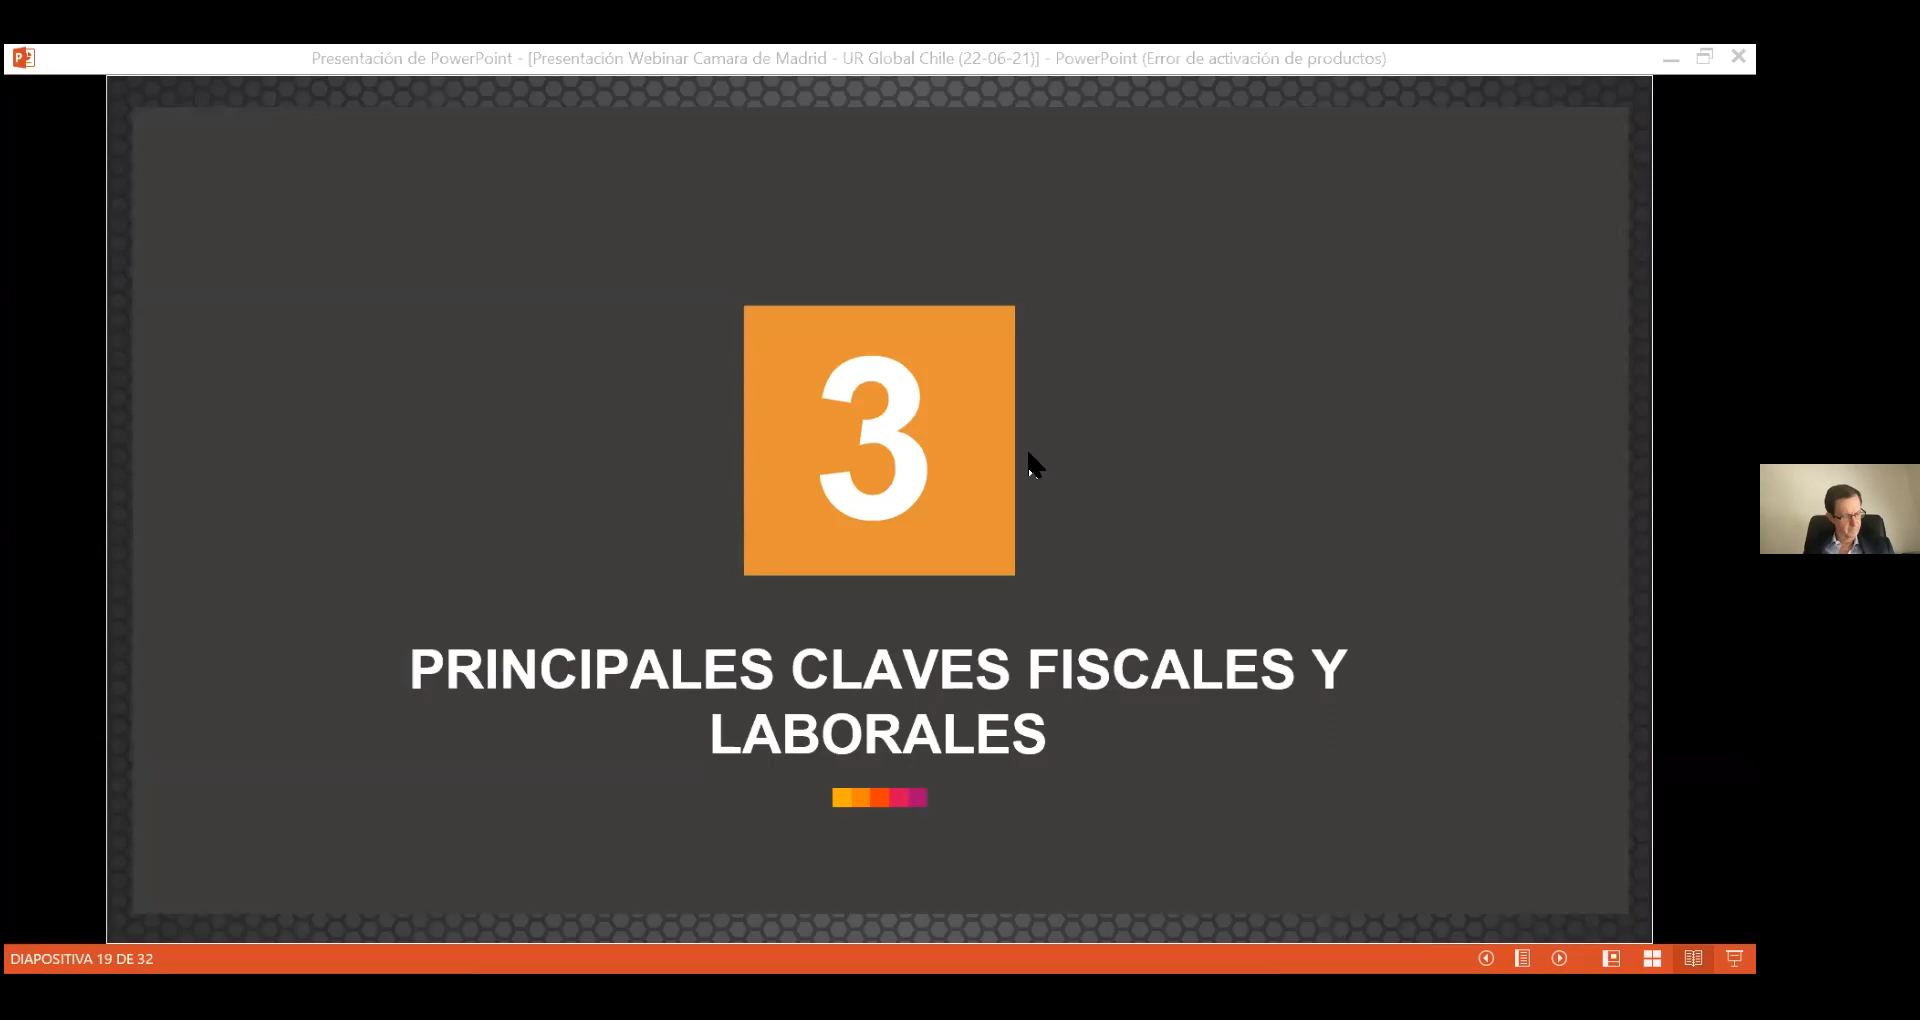 Presentación de PowerPoint - [Presentación Webinar Camara de Madrid - UR Global Chile (22-06-21)] - PowerPoint (Error de activación de productos)
3
PRINCIPALES CLAVES FISCALES Y
LABORALES
DIAPOSITIVA 19 DE 32